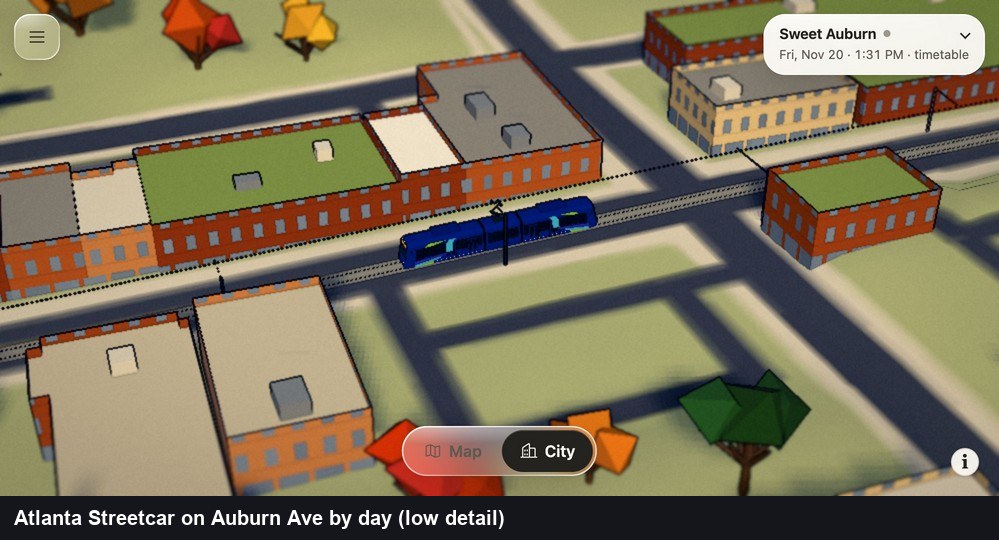 Sweet Auburn
Fri, Nov 20 · 1:31 PM · timetable
Map
City
Atlanta Streetcar on Auburn Ave by day (low detail)